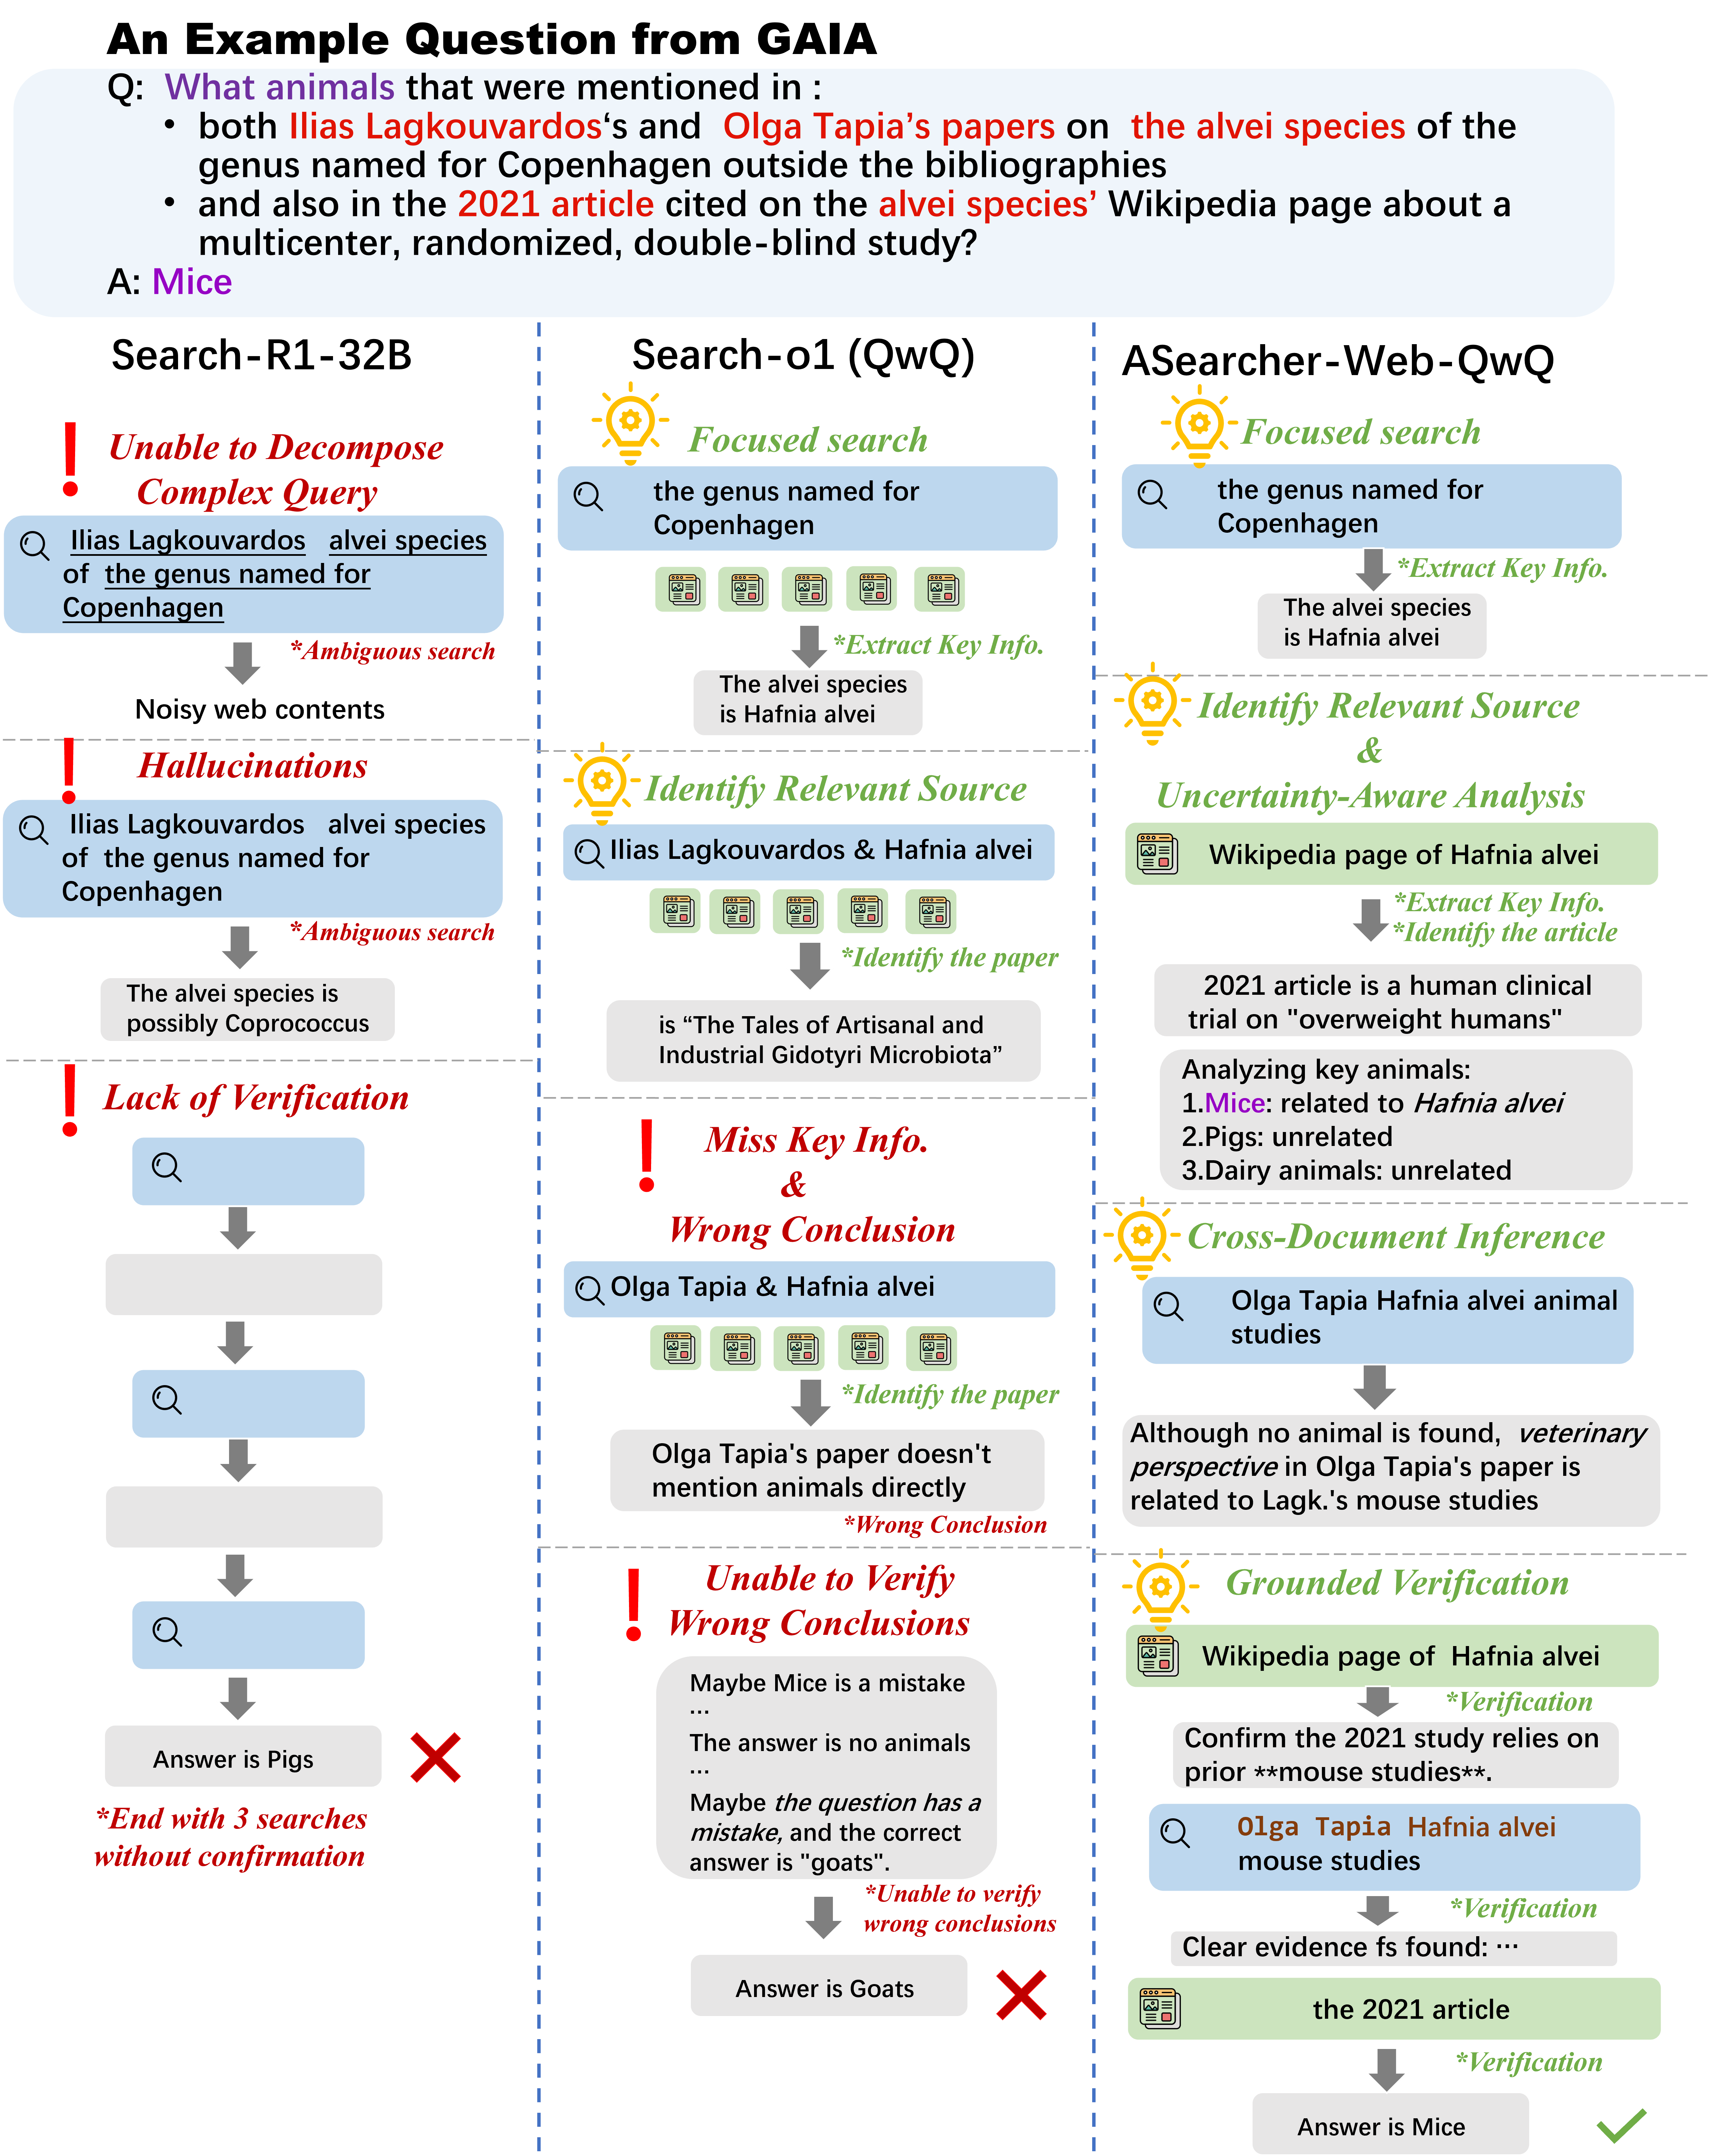 An Example Question from GAIA
Q: What animals that were mentioned in :
• both Ilias Lagkouvardos‘s and Olga Tapia’s papers on the alvei species of the
genus named for Copenhagen outside the bibliographies
• and also in the 2021 article cited on the alvei species’ Wikipedia page about a
multicenter, randomized, double-blind study?
A: Mice
Search-R1-32B
Unable to Decompose
Complex Query
Ilias Lagkouvardos alvei species
of the genus named for
Copenhagen
*Ambiguous search
Noisy web contents
Hallucinations
Ilias Lagkouvardos alvei species
of the genus named for
Copenhagen
*Ambiguous search
The alvei species is
possibly Coprococcus
Lack of Verification
Answer is Pigs
*End with 3 searches
without confirmation
Search-o1 (QwQ)
Focused search
the genus named for
Copenhagen
*Extract Key Info.
The alvei species
is Hafnia alvei
Identify Relevant Source
Ilias Lagkouvardos & Hafnia alvei
*Identify the paper
is “The Tales of Artisanal and
Industrial Gidotyri Microbiota”
Miss Key Info.
&
Wrong Conclusion
Olga Tapia & Hafnia alvei
*Identify the paper
Olga Tapia's paper doesn't
mention animals directly
*Wrong Conclusion
Unable to Verify
Wrong Conclusions
Maybe Mice is a mistake
...
The answer is no animals
...
Maybe the question has a
mistake, and the correct
answer is "goats".
*Unable to verify
wrong conclusions
Answer is Goats
ASearcher-Web-QwQ
Focused search
the genus named for
Copenhagen
*Extract Key Info.
The alvei species
is Hafnia alvei
Identify Relevant Source
&
Uncertainty-Aware Analysis
Wikipedia page of Hafnia alvei
*Extract Key Info.
*Identify the article
2021 article is a human clinical
trial on "overweight humans"
Analyzing key animals:
1.Mice: related to Hafnia alvei
2.Pigs: unrelated
3.Dairy animals: unrelated
Cross-Document Inference
Olga Tapia Hafnia alvei animal
studies
Although no animal is found, veterinary
perspective in Olga Tapia's paper is
related to Lagk.'s mouse studies
Grounded Verification
Wikipedia page of Hafnia alvei
*Verification
Confirm the 2021 study relies on
prior **mouse studies**.
Olga Tapia Hafnia alvei
mouse studies
*Verification
Clear evidence fs found: ···
the 2021 article
*Verification
Answer is Mice